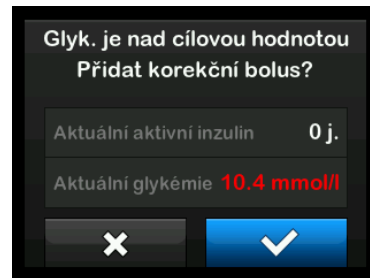 Glyk. je nad cílovou hodnotou
Přidat korekční bolus?
Aktuální aktivní inzulin 0 j.
Aktuální glykémie 10.4 mmol/l